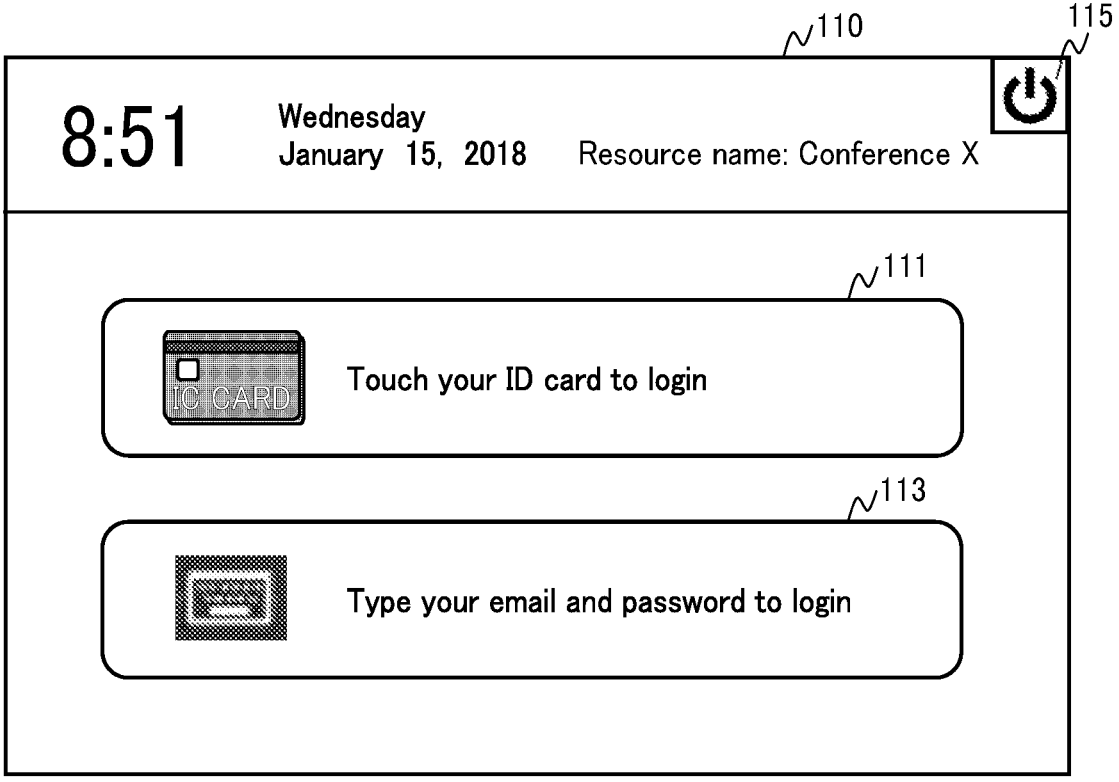 110
115
8:51
Wednesday
January 15, 2018
Resource name: Conference X
111
IC CARD
Touch your ID card to login
113
Type your email and password to login